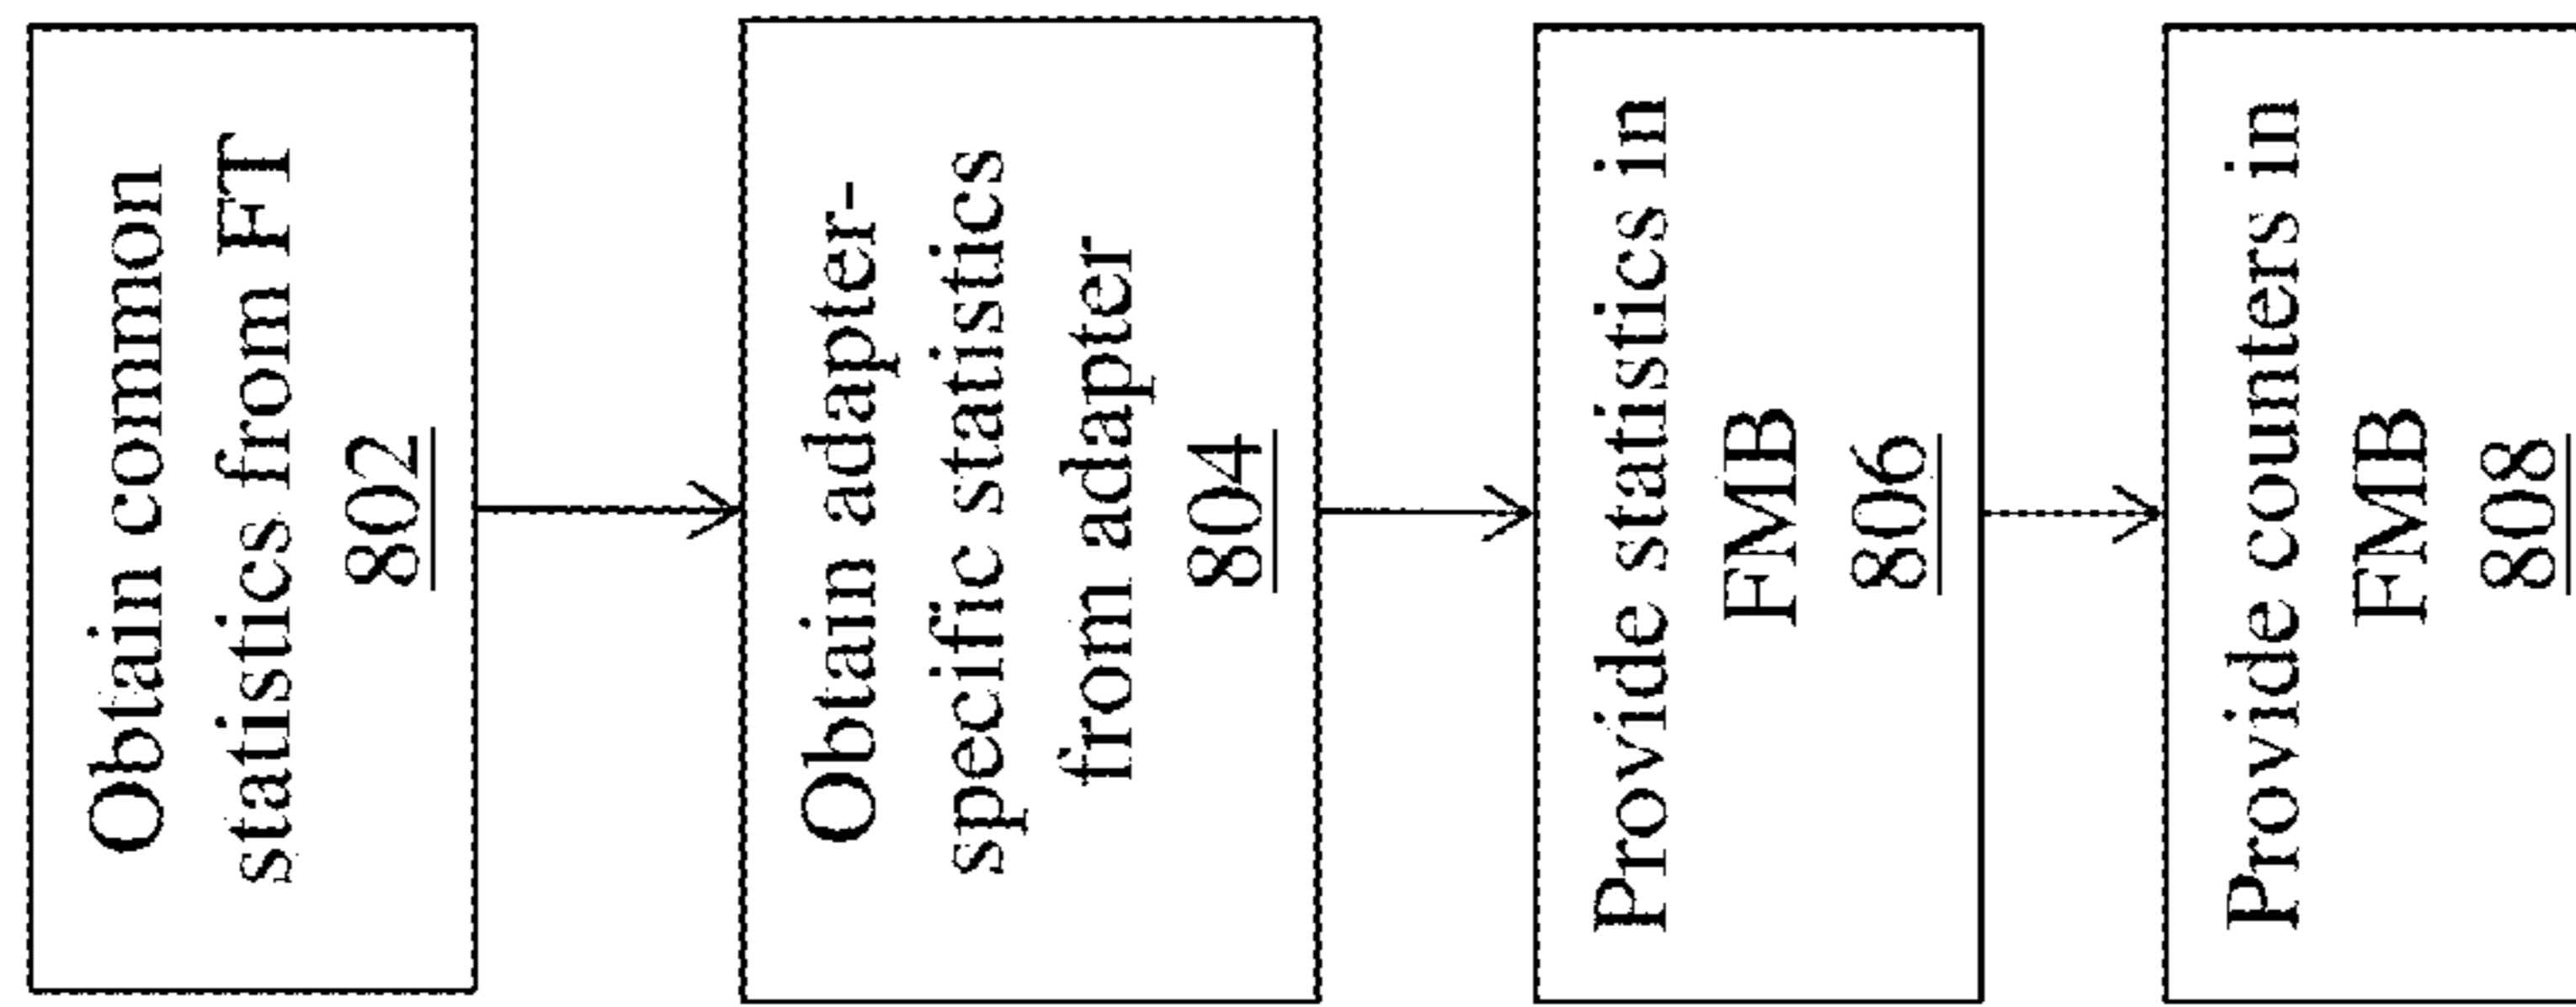 Obtain common
statistics from FT
802
Obtain adapter-
specific statistics
from adapter
804
Provide statistics in
FMB
806
Provide counters in
FMB
808